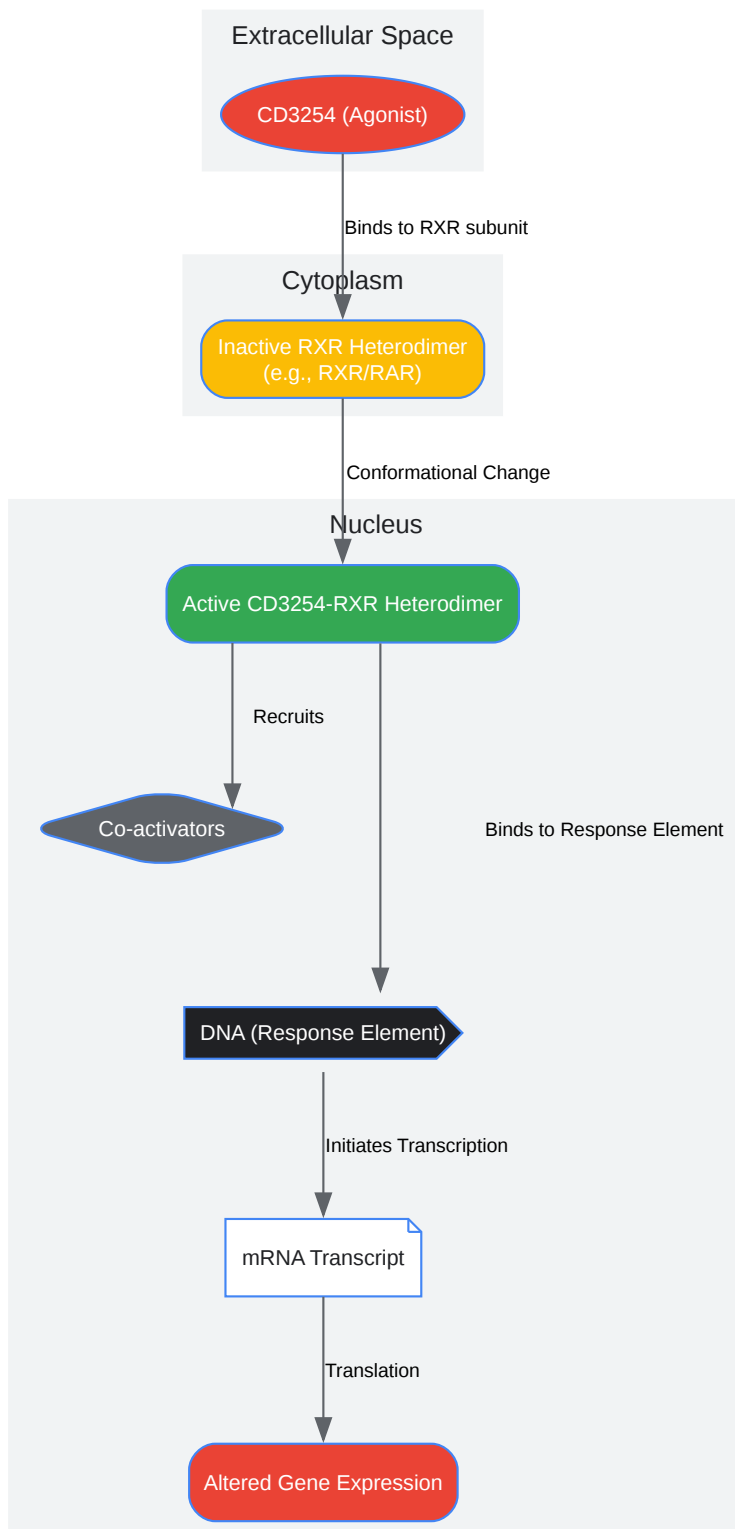 Extracellular Space
CD3254 (Agonist)
Binds to RXR subunit
Cytoplasm
Inactive RXR Heterodimer
(e.g., RXR/RAR)
Conformational Change
Nucleus
Active CD3254-RXR Heterodimer
Recruits
Co-activators
Binds to Response Element
DNA (Response Element)
Initiates Transcription
mRNA Transcript
Translation
Altered Gene Expression